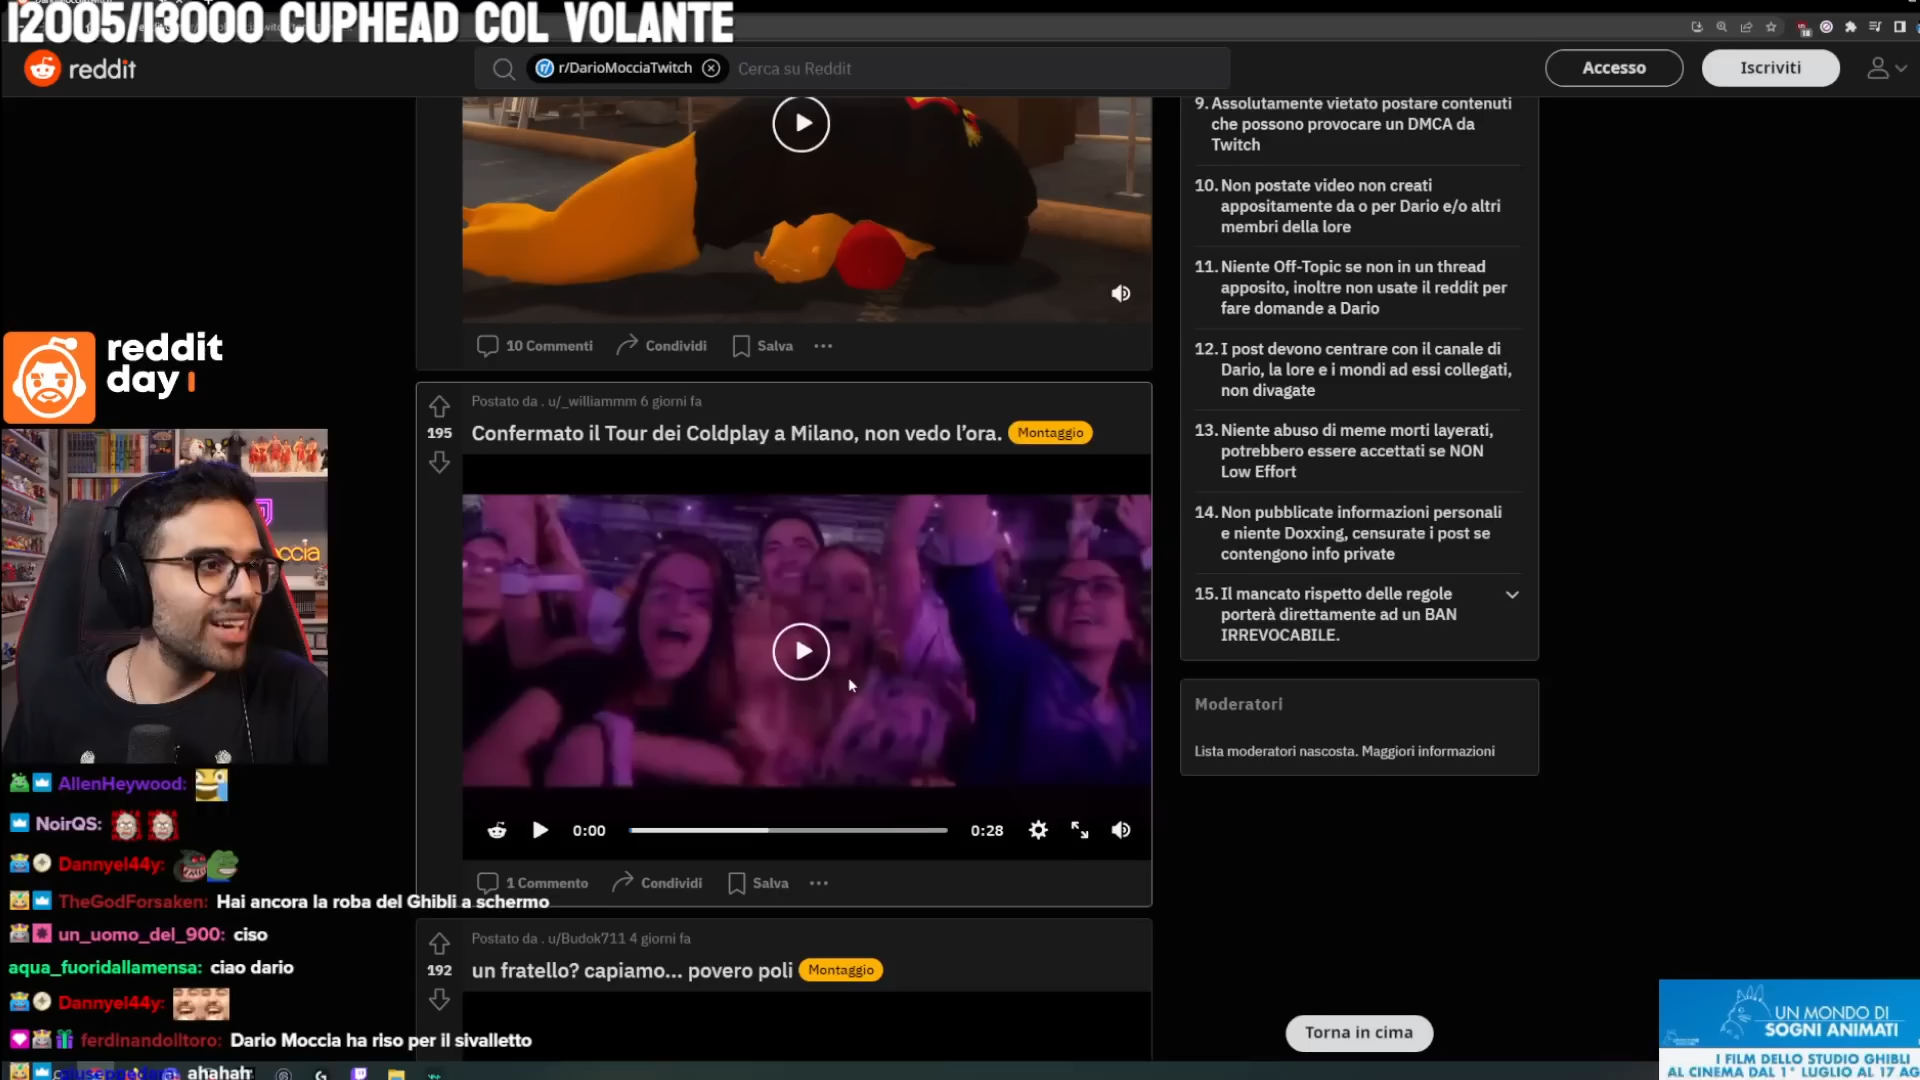 12005/13000 CUPHEAD COL VOLANTE
reddit
r/DarioMocciaTwitch
Cerca su Reddit
Accesso
Iscriviti
9. Assolutamente vietato postare contenuti
che possono provocare un DMCA da
Twitch
10. Non postate video non creati
appositamente da o per Dario e/o altri
membri della lore
11. Niente Off-Topic se non in un thread
apposito, inoltre non usate il reddit per
fare domande a Dario
12. I post devono centrare con il canale di
Dario, la lore e i mondi ad essi collegati,
non divagate
13. Niente abuso di meme morti layerati,
potrebbero essere accettati se NON
Low Effort
14. Non pubblicate informazioni personali
e niente Doxxing, censurate i post se
contengono info private
15. Il mancato rispetto delle regole
porterà direttamente ad un BAN
IRREVOCABILE.
Moderatori
Lista moderatori nascosta. Maggiori informazioni
10 Commenti
Condividi
Salva
Postato da . u/_williammm 6 giorni fa
195
Confermato il Tour dei Coldplay a Milano, non vedo l'ora.
Montaggio
0:00
0:28
1 Commento
Condividi
Salva
Postato da . u/Budok711 4 giorni fa
192
un fratello? capiamo... povero poli
Montaggio
Torna in cima
reddit
day
occia
AllenHeywood:
NoirQS:
Dannyel44y:
TheGodForsaken: Hai ancora la roba del Ghibli a schermo
un_uomo_del_900: ciso
aqua_fuoridallamensa: ciao dario
Dannyel44y:
ferdinandolltoro: Dario Moccia ha riso per il sivalletto
ahahah
UN MONDO DI
SOGNI ANIMATI
I FILM DELLO STUDIO GHIBLI
AL CINEMA DAL 1° LUGLIO AL 17 AG